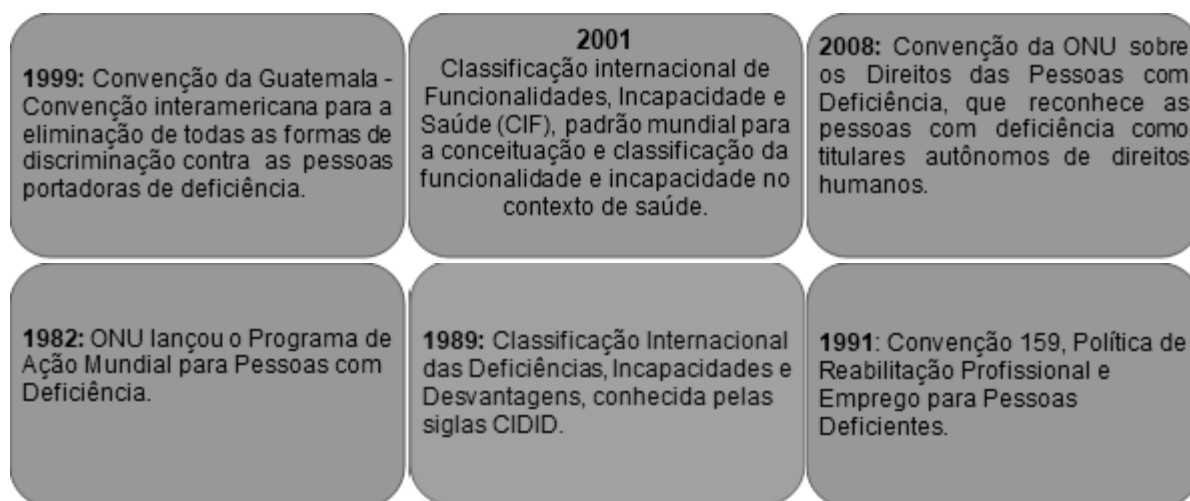 1999: Convenção da Guatemala -
Convenção interamericana para a
eliminação de todas as formas de
discriminação contra as pessoas
portadoras de deficiência.
2001
Classificação internacional de
Funcionalidades, Incapacidade e
Saúde (CIF), padrão mundial para
a conceituação e classificação da
funcionalidade e incapacidade no
contexto de saúde.
2008: Convenção da ONU sobre
os Direitos das Pessoas com
Deficiência, que reconhece as
pessoas com deficiência como
titulares autônomos de direitos
humanos.
1982: ONU lançou o Programa de
Ação Mundial para Pessoas com
Deficiência.
1989: Classificação Internacional
das Deficiências, Incapacidades e
Desvantagens, conhecida pelas
siglas CIDID.
1991: Convenção 159, Política de
Reabilitação Profissional e
Emprego para Pessoas
Deficientes.